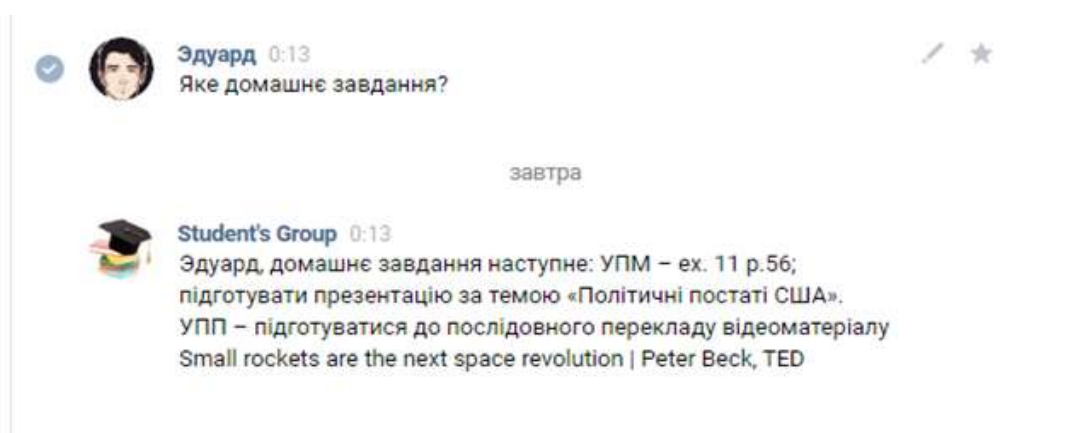 Эдуард 0:13
Яке домашнє завдання?
завтра
Student's Group 0:13
Эдуард, домашнє завдання наступне: УПМ – ex. 11 p.56;
підготувати презентацію за темою «Політичні постаті США».
УПП – підготуватися до послідовного перекладу відеоматеріалу
Small rockets are the next space revolution | Peter Beck, TED